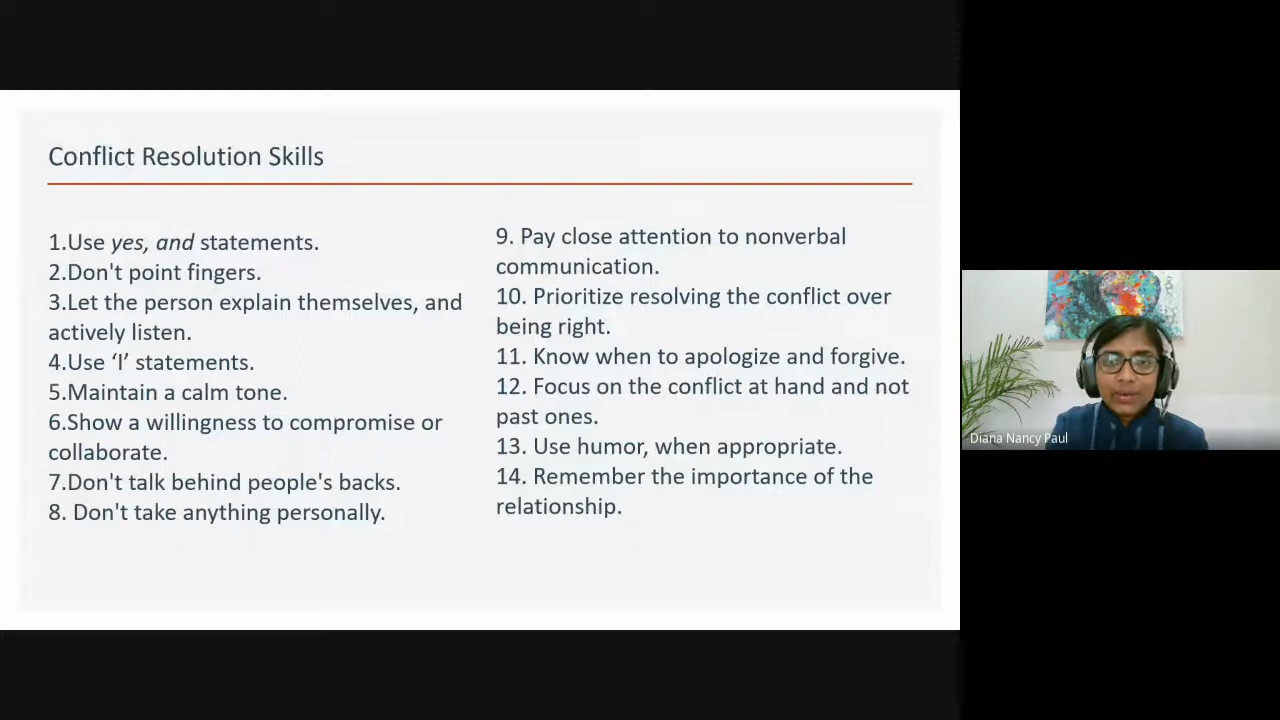 Conflict Resolution Skills
1.Use yes, and statements.
2.Don't point fingers.
3.Let the person explain themselves, and
actively listen.
4.Use ‘I’ statements.
5.Maintain a calm tone.
6.Show a willingness to compromise or
collaborate.
7.Don't talk behind people's backs.
8. Don't take anything personally.
9. Pay close attention to nonverbal
communication.
10. Prioritize resolving the conflict over
being right.
11. Know when to apologize and forgive.
12. Focus on the conflict at hand and not
past ones.
13. Use humor, when appropriate.
14. Remember the importance of the
relationship.
Diana Nancy Paul